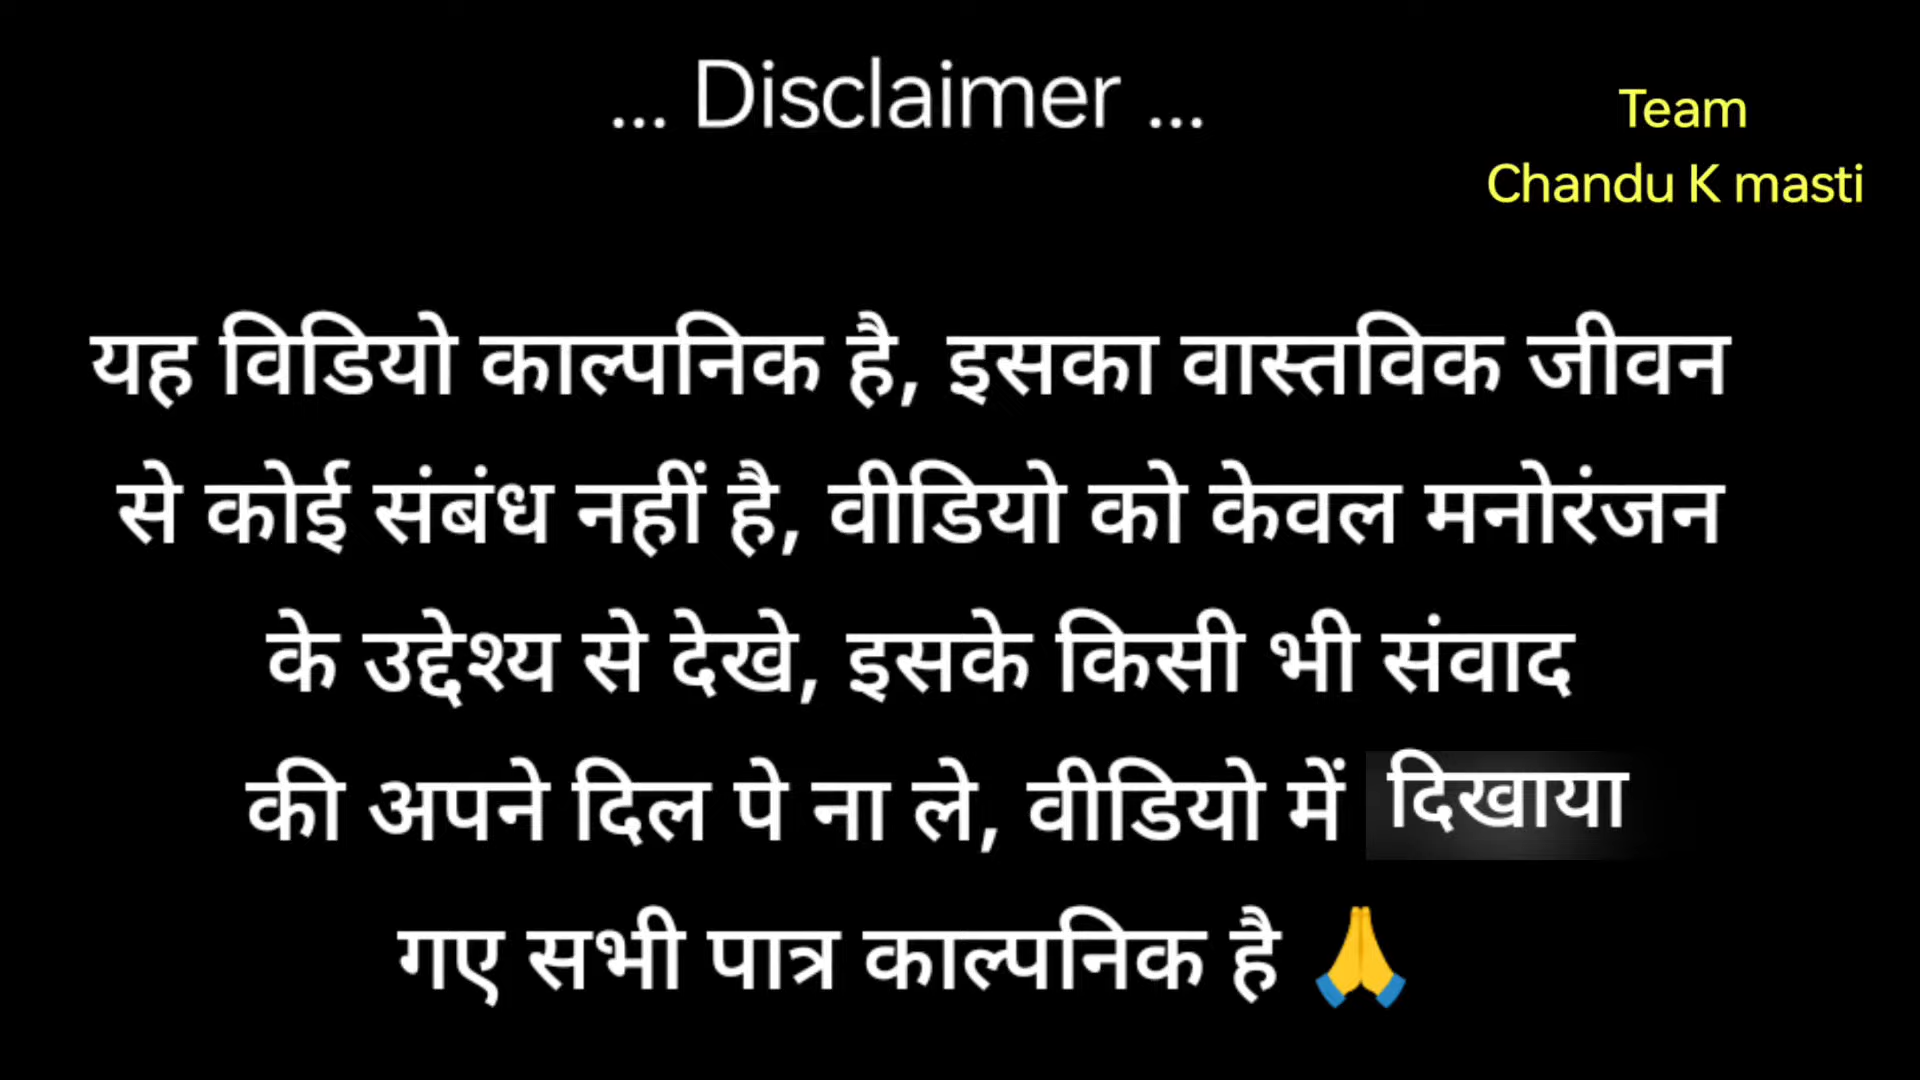 ... Disclaimer ...
Team
Chandu K masti
यह विडियो काल्पनिक है, इसका वास्तविक जीवन
से कोई संबंध नहीं है, वीडियो को केवल मनोरंजन
के उद्देश्य से देखे, इसके किसी भी संवाद
की अपने दिल पे ना ले, वीडियो में दिखाया
गए सभी पात्र काल्पनिक है 🙏